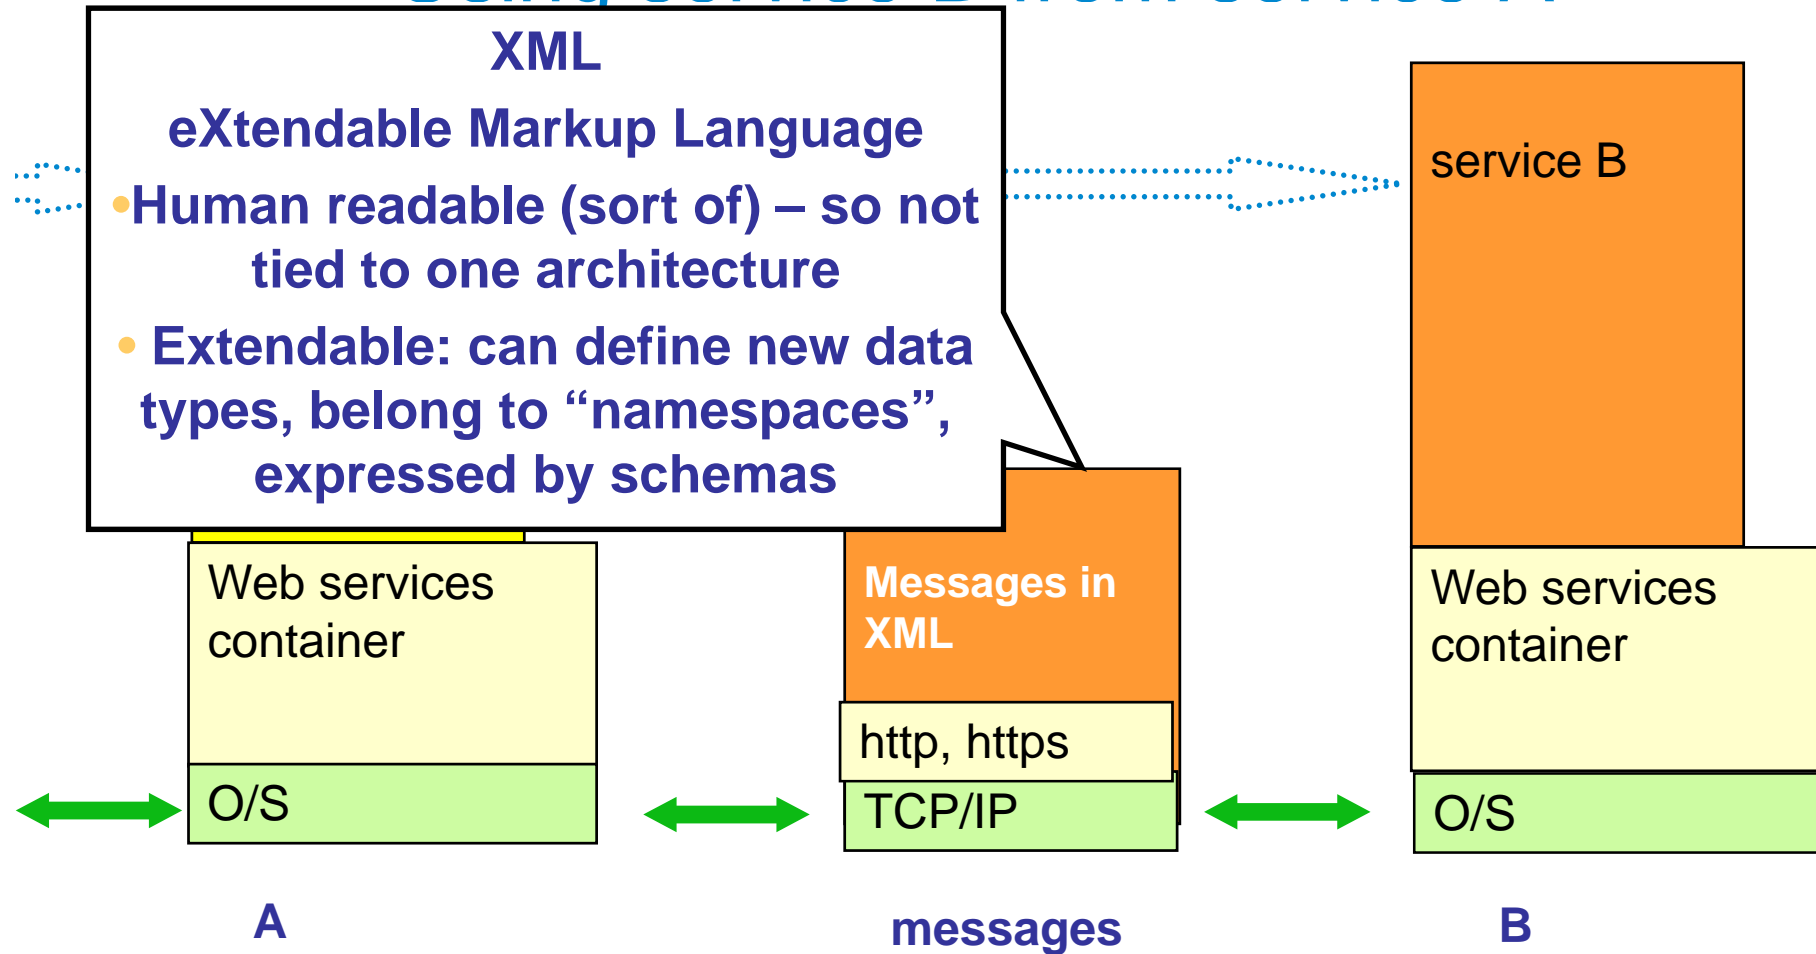 XML
eXtendable Markup Language
•Human readable (sort of) – so not
tied to one architecture
• Extendable: can define new data
types, belong to “namespaces”,
expressed by schemas
service B
Web services
container
O/S
Messages in
XML
http, https
TCP/IP
Web services
container
O/S
A
messages
B